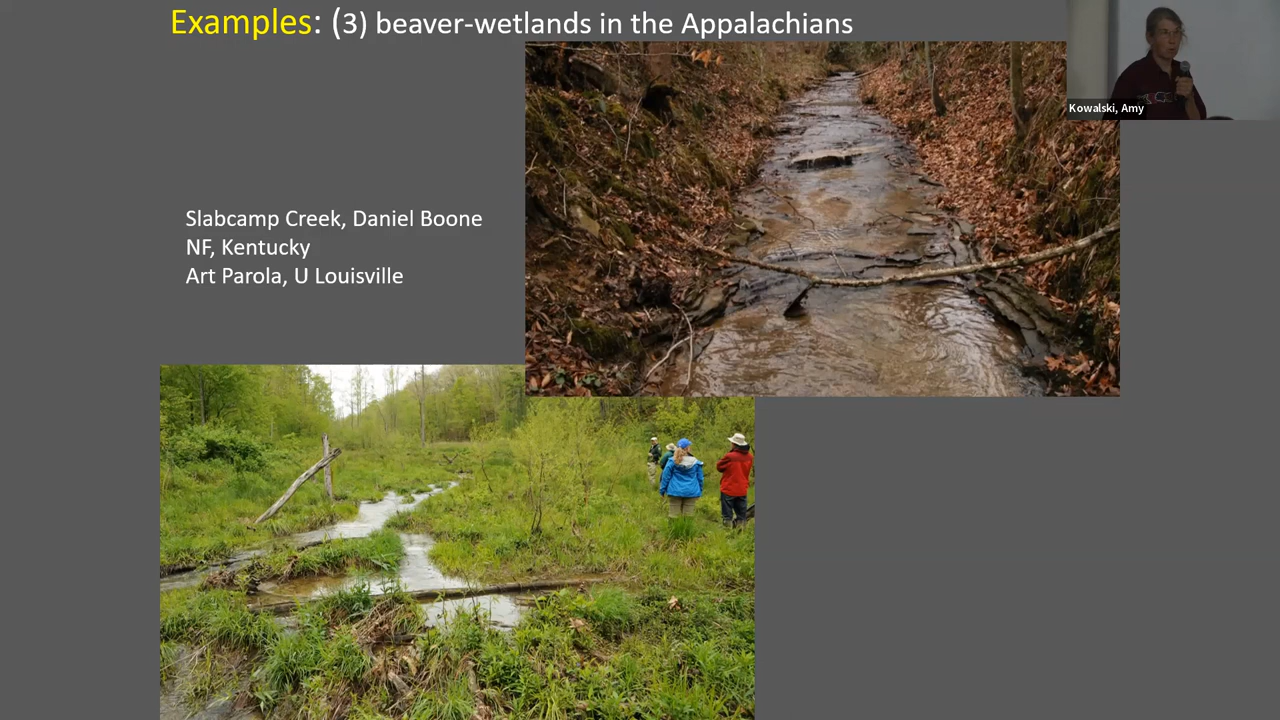 Examples: (3) beaver-wetlands in the Appalachians
Kowalski, Amy
Slabcamp Creek, Daniel Boone
NF, Kentucky
Art Parola, U Louisville